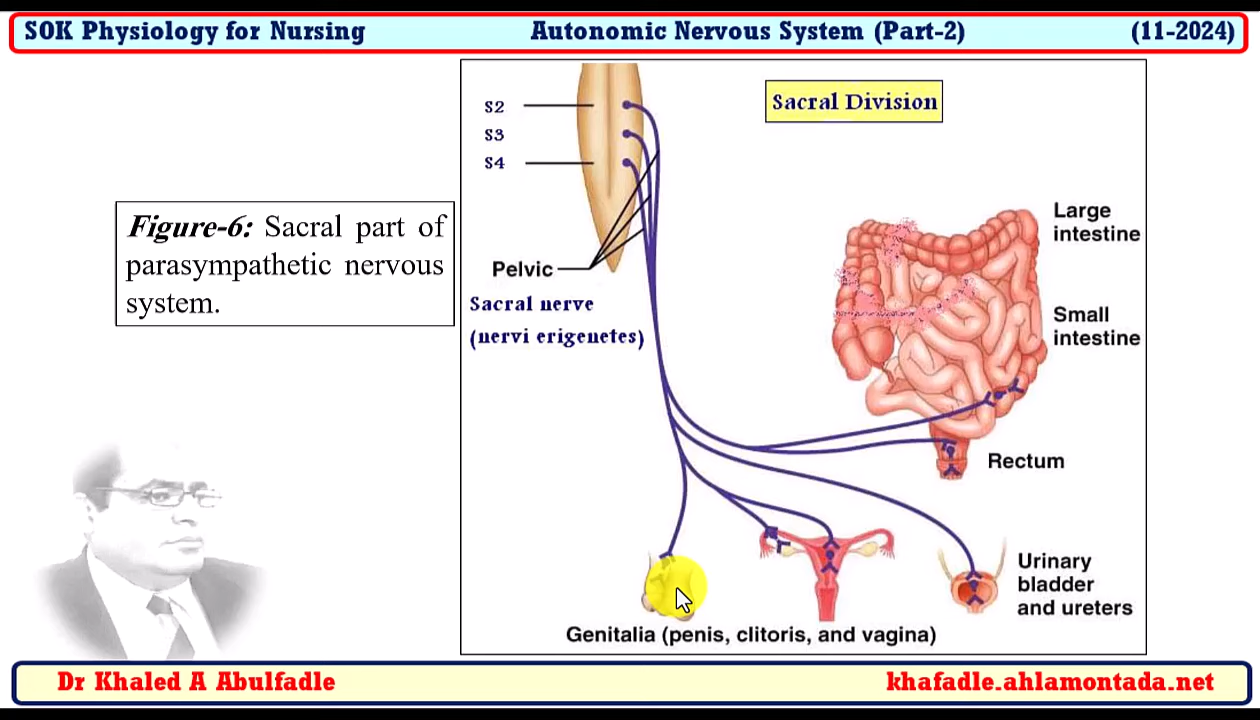 SOK Physiology for Nursing Autonomic Nervous System (Part-2) (11-2024)
Sacral Division
S2
S3
S4
Figure-6: Sacral part of
parasympathetic nervous
system.
Pelvic
Sacral nerve
(nervi erigenetes)
Large
intestine
Small
intestine
Rectum
Urinary
bladder
and ureters
Genitalia (penis, clitoris, and vagina)
Dr Khaled A Abulfadle khafadle.ahlamontada.net